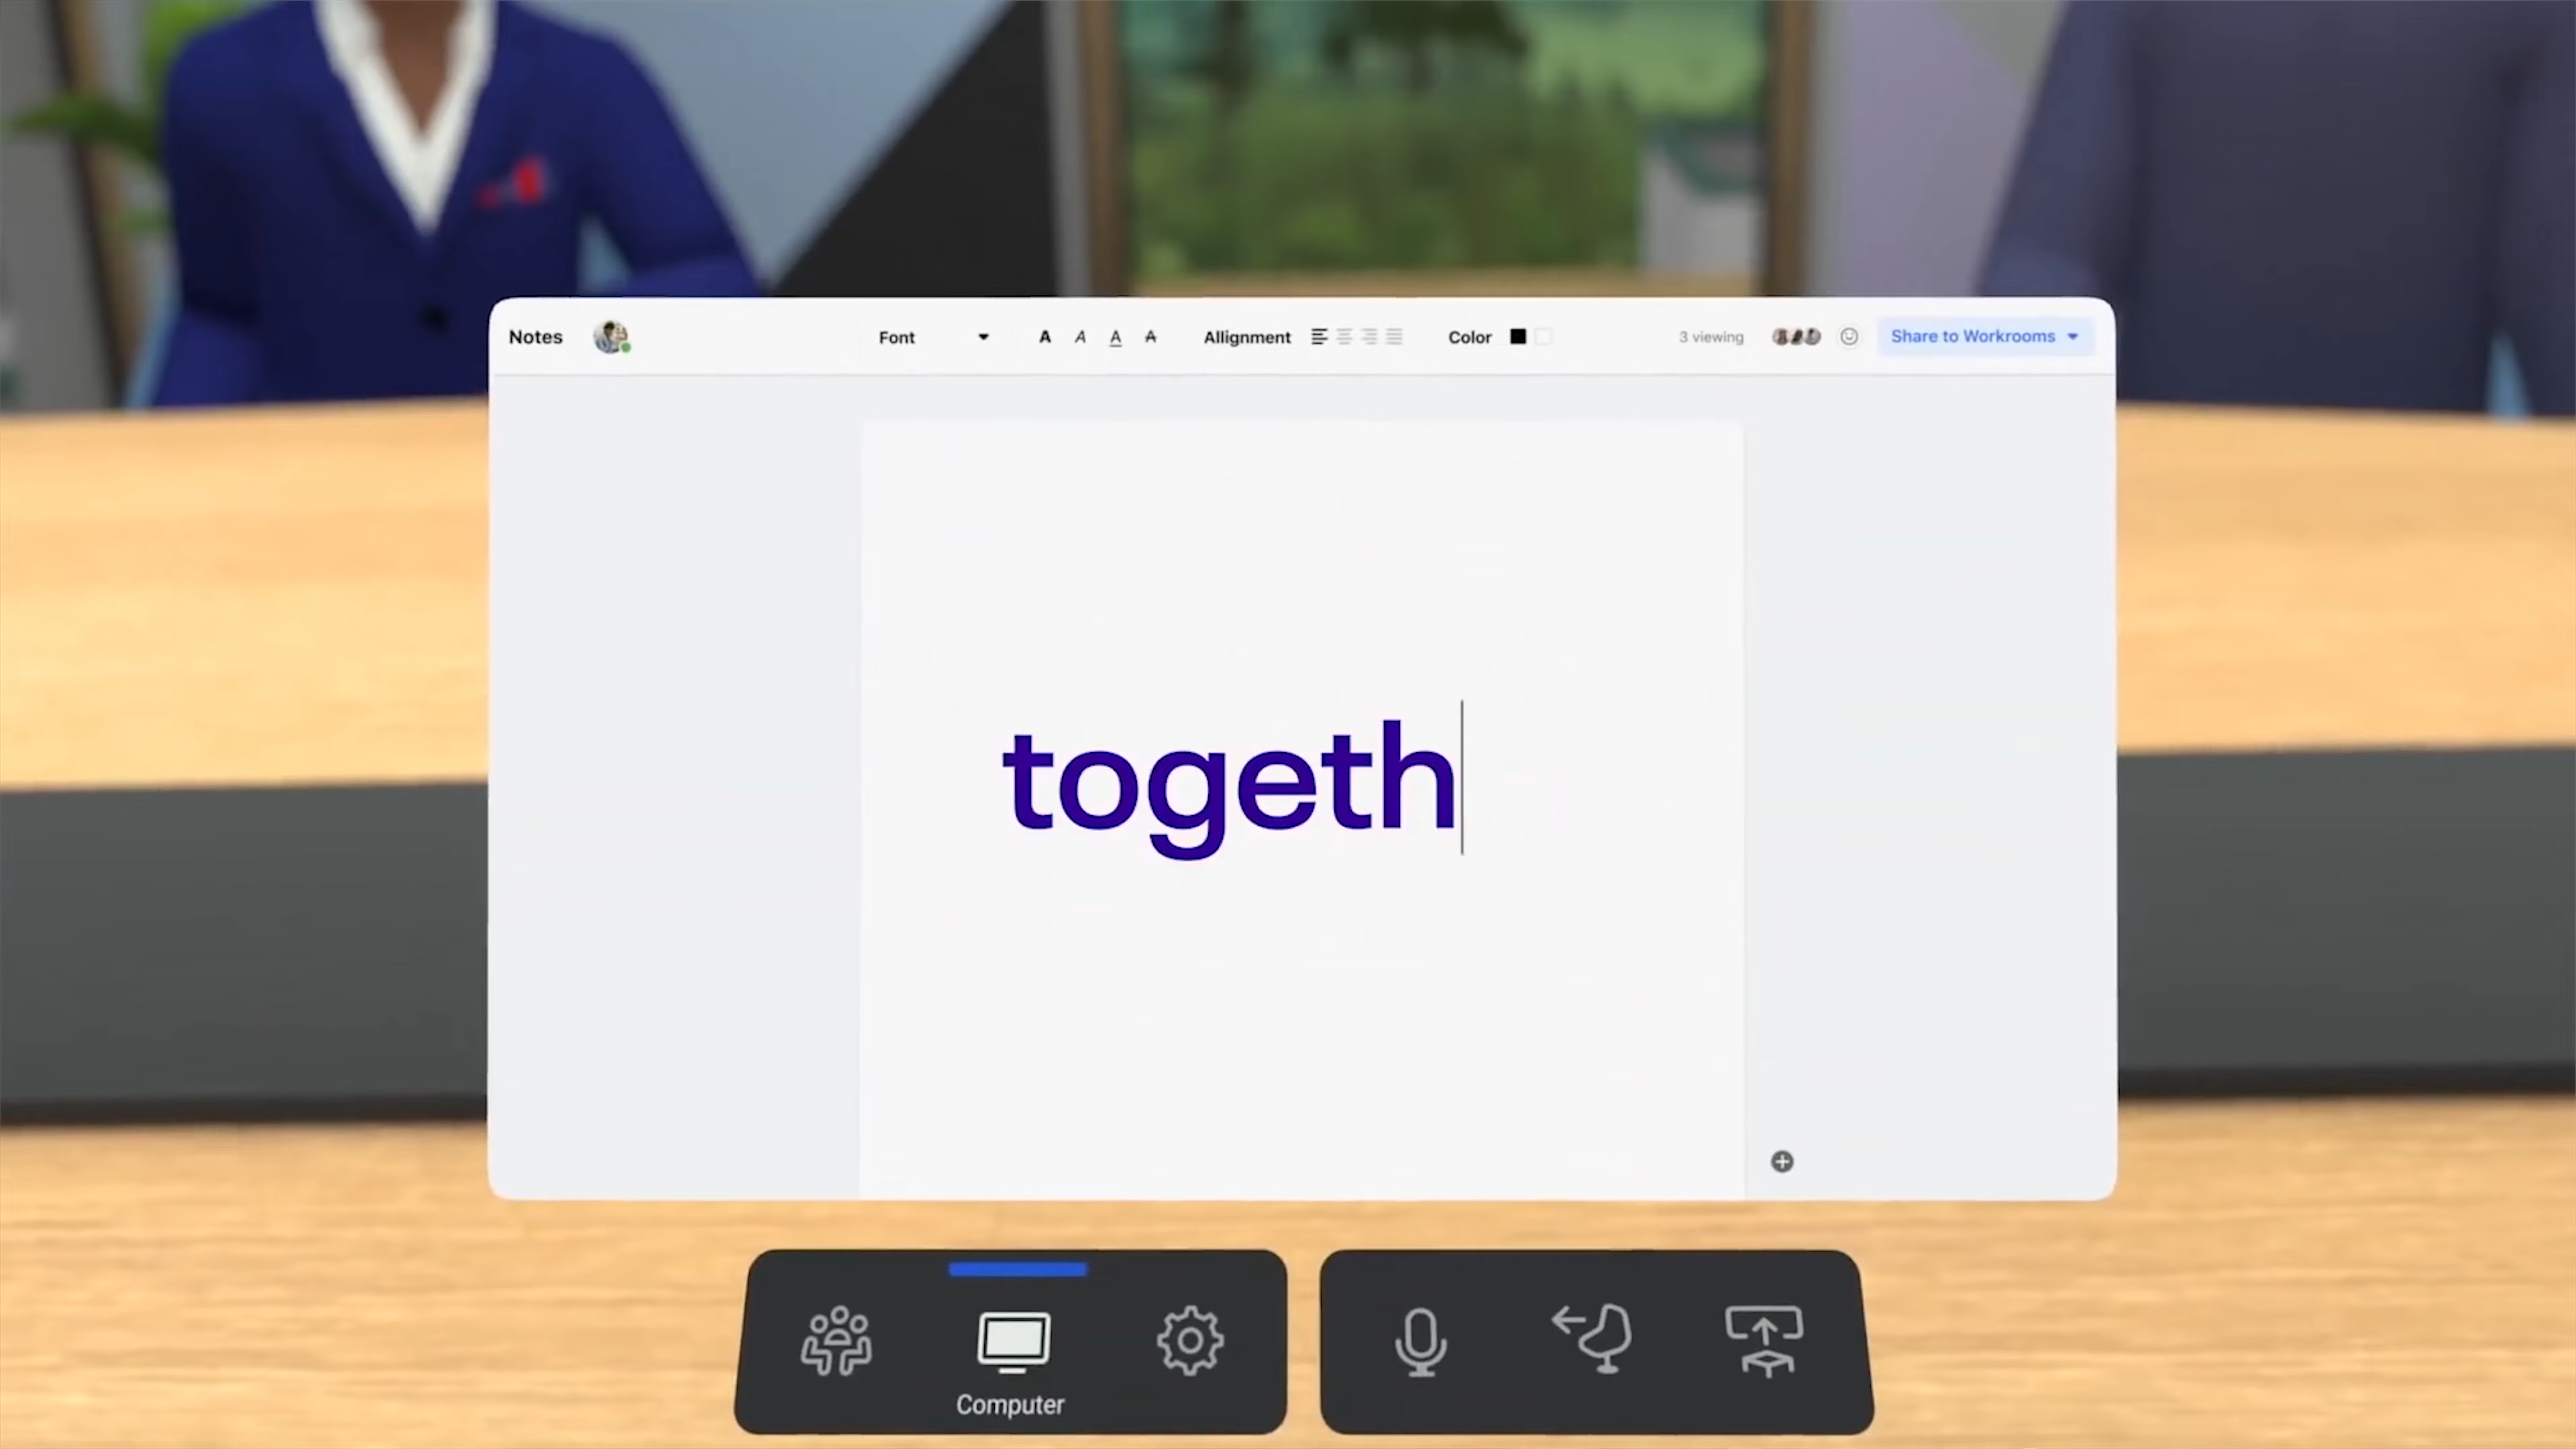 Notes Font A A A A Allignment Color 3 viewing Share to Workrooms
togeth
Computer